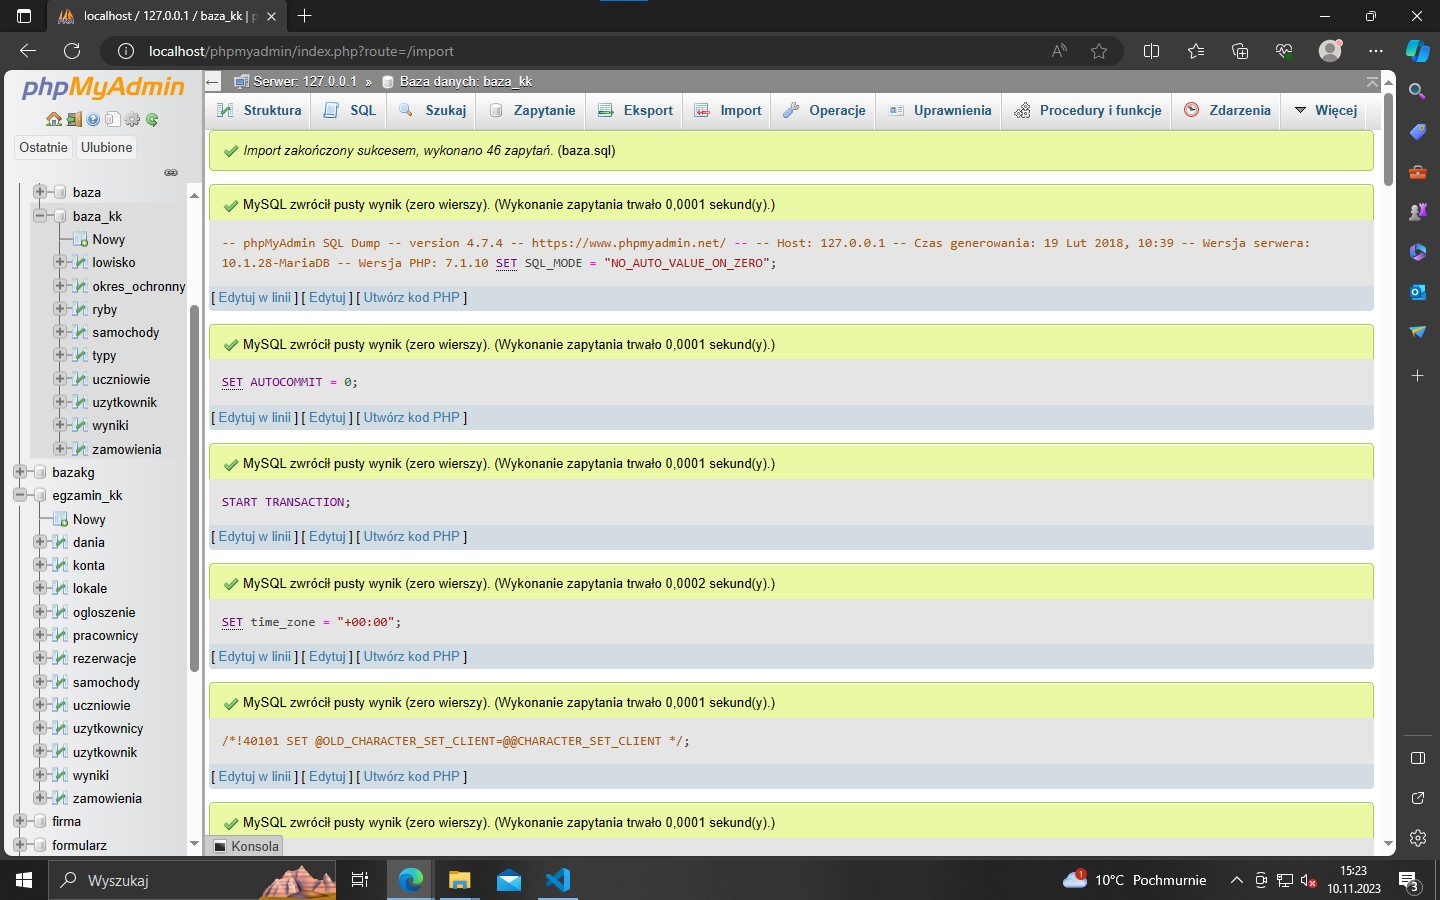 localhost / 127.0.0.1 / baza_kk | p
localhost/phpmyadmin/index.php?route=/import
phpMyAdmin
Ostatnie Ulubione
baza
baza_kk
Nowy
lowisko
okres_ochronny
ryby
samochody
typy
uczniowie
uzytkownik
wyniki
zamowienia
bazakg
egzamin_kk
Nowy
dania
konta
lokale
ogloszenie
pracownicy
rezerwacje
samochody
uczniowie
uzytkownicy
uzytkownik
wyniki
zamowienia
firma
formularz
Serwer: 127.0.0.1 » Baza danych: baza_kk
Struktura SQL Szukaj Zapytanie Eksport Import Operacje Uprawnienia Procedury i funkcje Zdarzenia Więcej
Import zakończony sukcesem, wykonano 46 zapytań. (baza.sql)
MySQL zwrócił pusty wynik (zero wierszy). (Wykonanie zapytania trwało 0,0001 sekund(y).)
-- phpMyAdmin SQL Dump -- version 4.7.4 -- https://www.phpmyadmin.net/ -- -- Host: 127.0.0.1 -- Czas generowania: 19 Lut 2018, 10:39 -- Wersja serwera:
10.1.28-MariaDB -- Wersja PHP: 7.1.10 SET SQL_MODE = "NO_AUTO_VALUE_ON_ZERO";
[ Edytuj w linii ] [ Edytuj ] [ Utwórz kod PHP ]
MySQL zwrócił pusty wynik (zero wierszy). (Wykonanie zapytania trwało 0,0001 sekund(y).)
SET AUTOCOMMIT = 0;
[ Edytuj w linii ] [ Edytuj ] [ Utwórz kod PHP ]
MySQL zwrócił pusty wynik (zero wierszy). (Wykonanie zapytania trwało 0,0001 sekund(y).)
START TRANSACTION;
[ Edytuj w linii ] [ Edytuj ] [ Utwórz kod PHP ]
MySQL zwrócił pusty wynik (zero wierszy). (Wykonanie zapytania trwało 0,0002 sekund(y).)
SET time_zone = "+00:00";
[ Edytuj w linii ] [ Edytuj ] [ Utwórz kod PHP ]
MySQL zwrócił pusty wynik (zero wierszy). (Wykonanie zapytania trwało 0,0001 sekund(y).)
/*!40101 SET @OLD_CHARACTER_SET_CLIENT=@@CHARACTER_SET_CLIENT */;
[ Edytuj w linii ] [ Edytuj ] [ Utwórz kod PHP ]
MySQL zwrócił pusty wynik (zero wierszy). (Wykonanie zapytania trwało 0,0001 sekund(y).)
Konsola
Wyszukaj
1
10°C Pochmurnie
15:23
10.11.2023
3